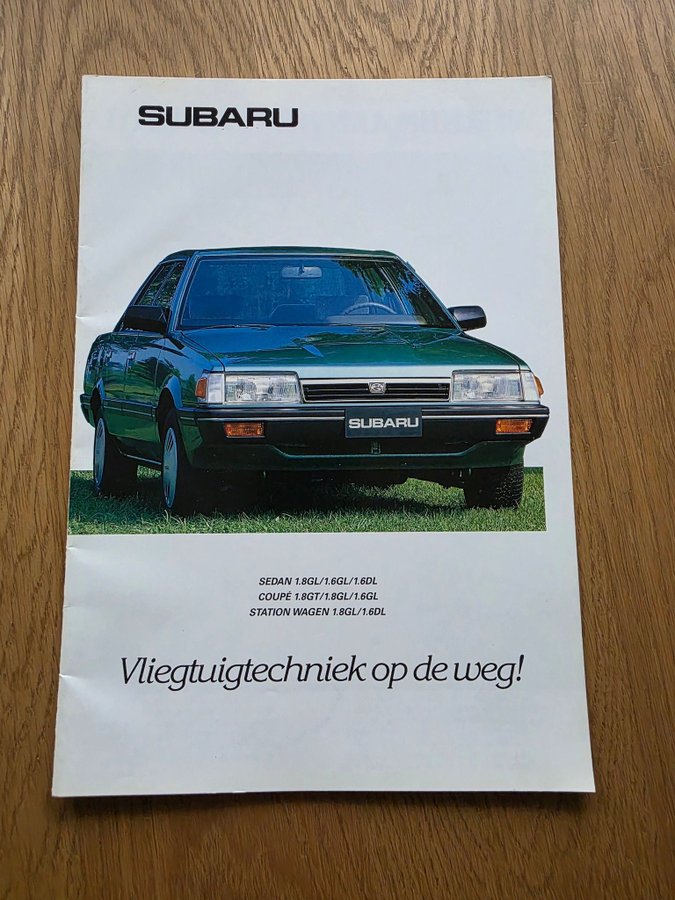 SUBARU
SUBARU
SEDAN 1.8GL/1.6GL/1.6DL
COUPÉ 1.8GT/1.8GL/1.6GL
STATION WAGEN 1.8GL/1.6DL
Vliegtuigtechniek op de weg!